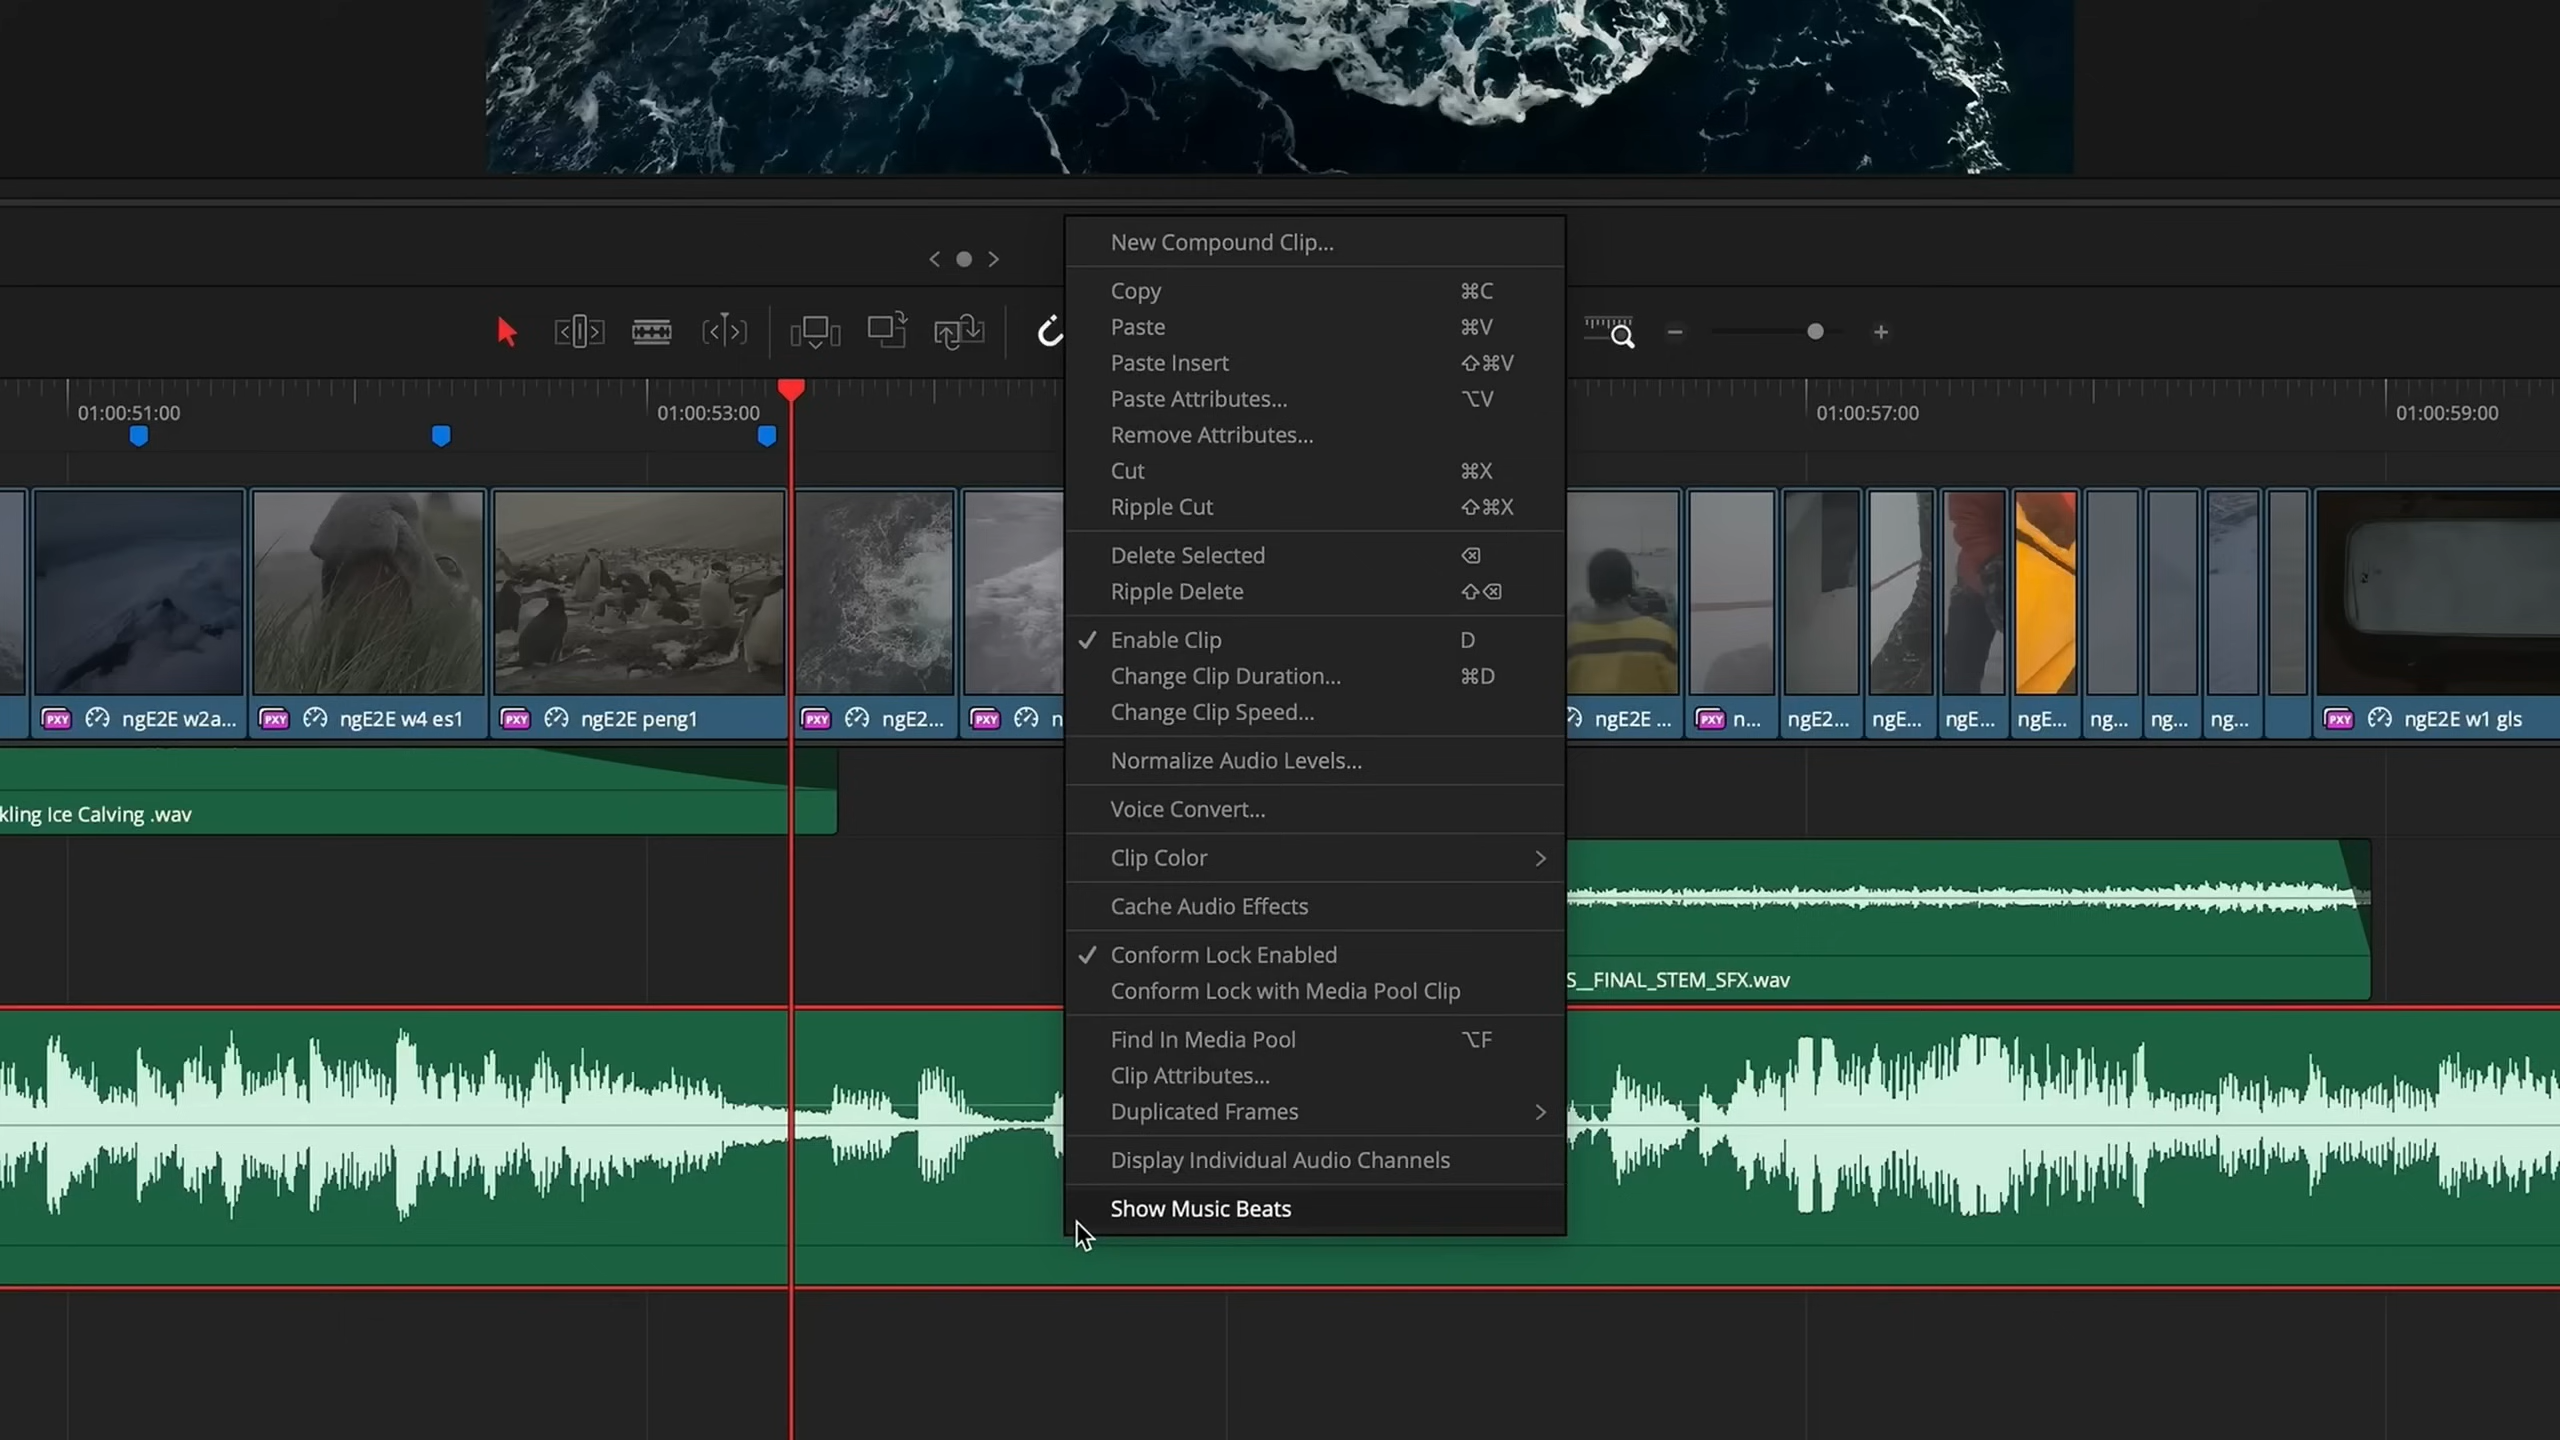 New Compound Clip...
Copy ⌘C
Paste ⌘V
Paste Insert ⇧⌘V
Paste Attributes... ⌥V
Remove Attributes...
Cut ⌘X
Ripple Cut ⇧⌘X
Delete Selected ⌫
Ripple Delete ⇧⌫
Enable Clip D
Change Clip Duration... ⌘D
Change Clip Speed...
Normalize Audio Levels...
Voice Convert...
Clip Color
Cache Audio Effects
Conform Lock Enabled
Conform Lock with Media Pool Clip
Find In Media Pool ⌥F
Clip Attributes...
Duplicated Frames
Display Individual Audio Channels
Show Music Beats
01:00:51:00
01:00:53:00
01:00:57:00
01:00:59:00
PXY ngE2E w2a...
PXY ngE2E w4 es1
PXY ngE2E peng1
PXY ngE2...
PXY n
ngE2E ...
PXY n...
ngE2...
ngE...
ngE...
ngE...
ng...
ng...
ng...
PXY ngE2E w1 gls
kling Ice Calving .wav
S__FINAL_STEM_SFX.wav